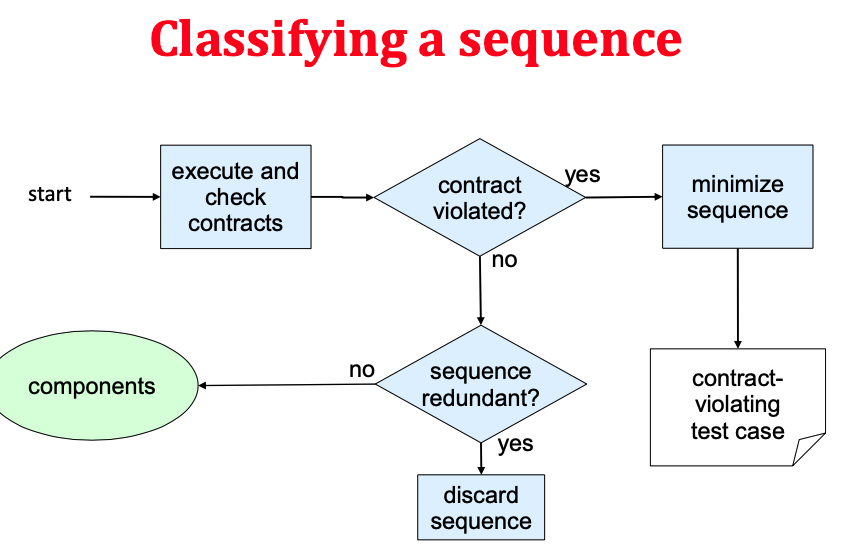 Classifying a sequence
start
execute and
check
contracts
contract
violated?
yes
minimize
sequence
no
components
no
sequence
redundant?
yes
discard
sequence
contract-
violating
test case